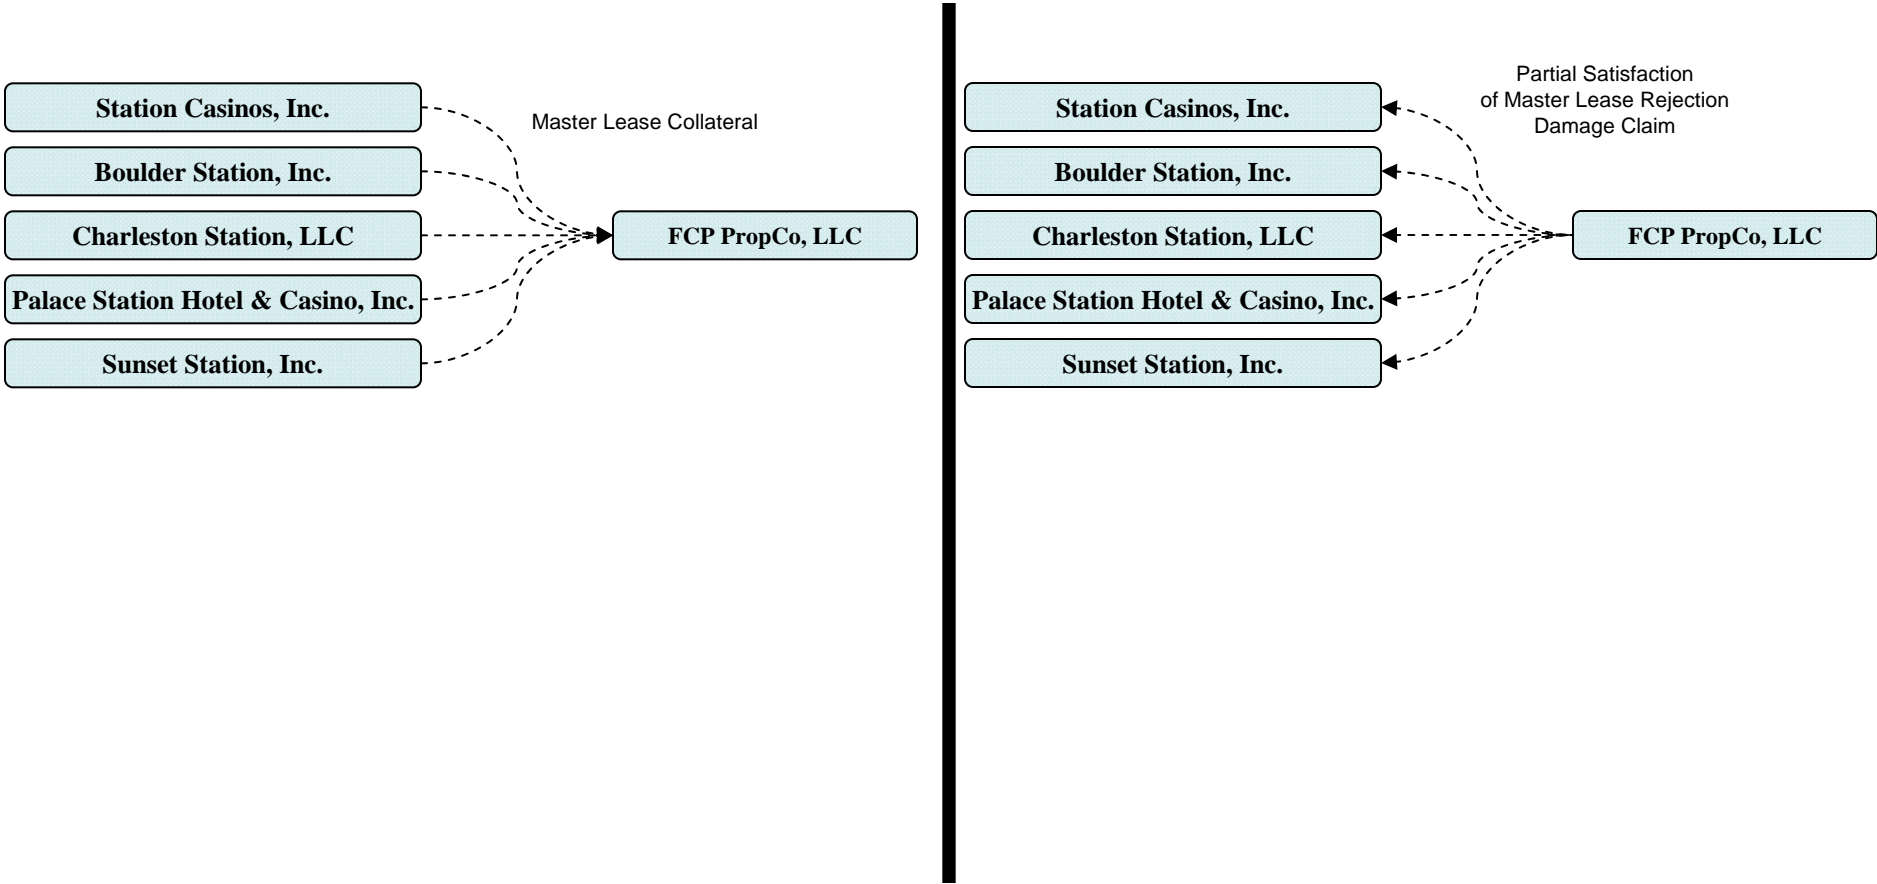 Station Casinos, Inc.
Master Lease Collateral
Boulder Station, Inc.
Charleston Station, LLC
FCP PropCo, LLC
Palace Station Hotel & Casino, Inc.
Sunset Station, Inc.
Partial Satisfaction
of Master Lease Rejection
Damage Claim
Station Casinos, Inc.
Boulder Station, Inc.
Charleston Station, LLC
FCP PropCo, LLC
Palace Station Hotel & Casino, Inc.
Sunset Station, Inc.